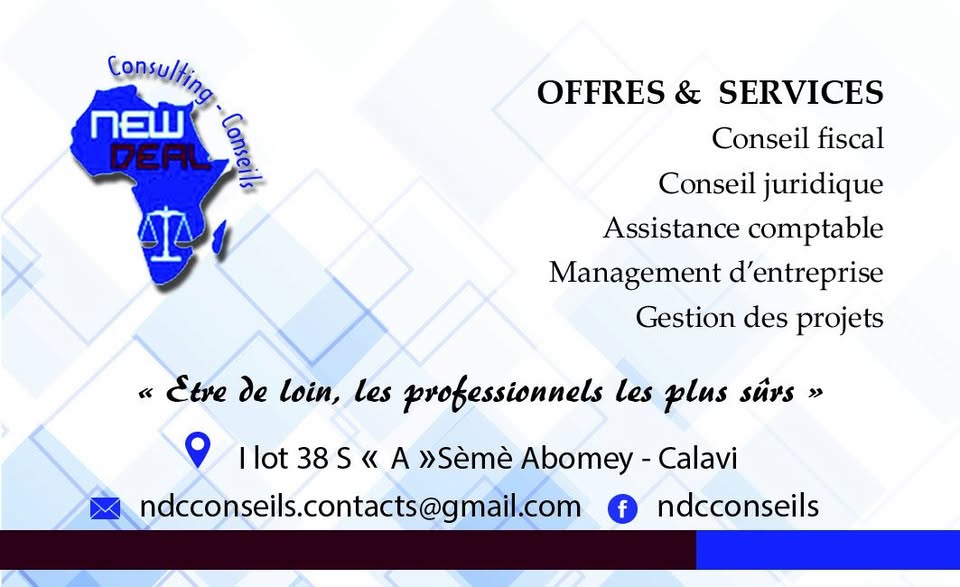 Consulting - Conseils
NEW
DEAL
OFFRES & SERVICES
Conseil fiscal
Conseil juridique
Assistance comptable
Management d’entreprise
Gestion des projets
« Etre de loin, les professionnels les plus sûrs »
I lot 38 S « A »Sèmè Abomey - Calavi
ndcconseils.contacts@gmail.com f ndcconseils